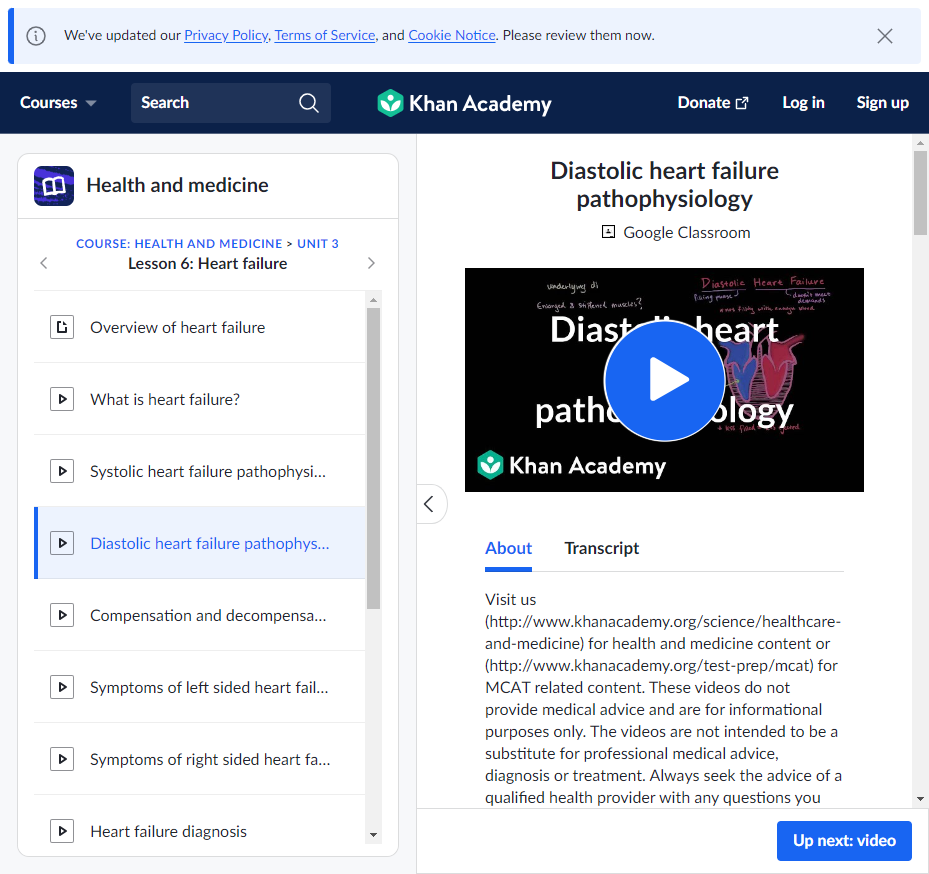 We've updated our Privacy Policy, Terms of Service, and Cookie Notice. Please review them now.
Courses
Search
Khan Academy
Donate
Log in
Sign up
Health and medicine
COURSE: HEALTH AND MEDICINE > UNIT 3
Lesson 6: Heart failure
Overview of heart failure
What is heart failure?
Systolic heart failure pathophysi...
Diastolic heart failure pathophys...
Compensation and decompensa...
Symptoms of left sided heart fail...
Symptoms of right sided heart fa...
Heart failure diagnosis
Diastolic heart failure
pathophysiology
Google Classroom
underlying
Diastolic Heart Failure
filling phase
doesn't meet
demands
Enlarged & stiffened muscles?
heart
Khan Academy
About
Transcript
Visit us
(http://www.khanacademy.org/science/healthcare-
and-medicine) for health and medicine content or
(http://www.khanacademy.org/test-prep/mcat) for
MCAT related content. These videos do not
provide medical advice and are for informational
purposes only. The videos are not intended to be a
substitute for professional medical advice,
diagnosis or treatment. Always seek the advice of a
qualified health provider with any questions you
Up next: video